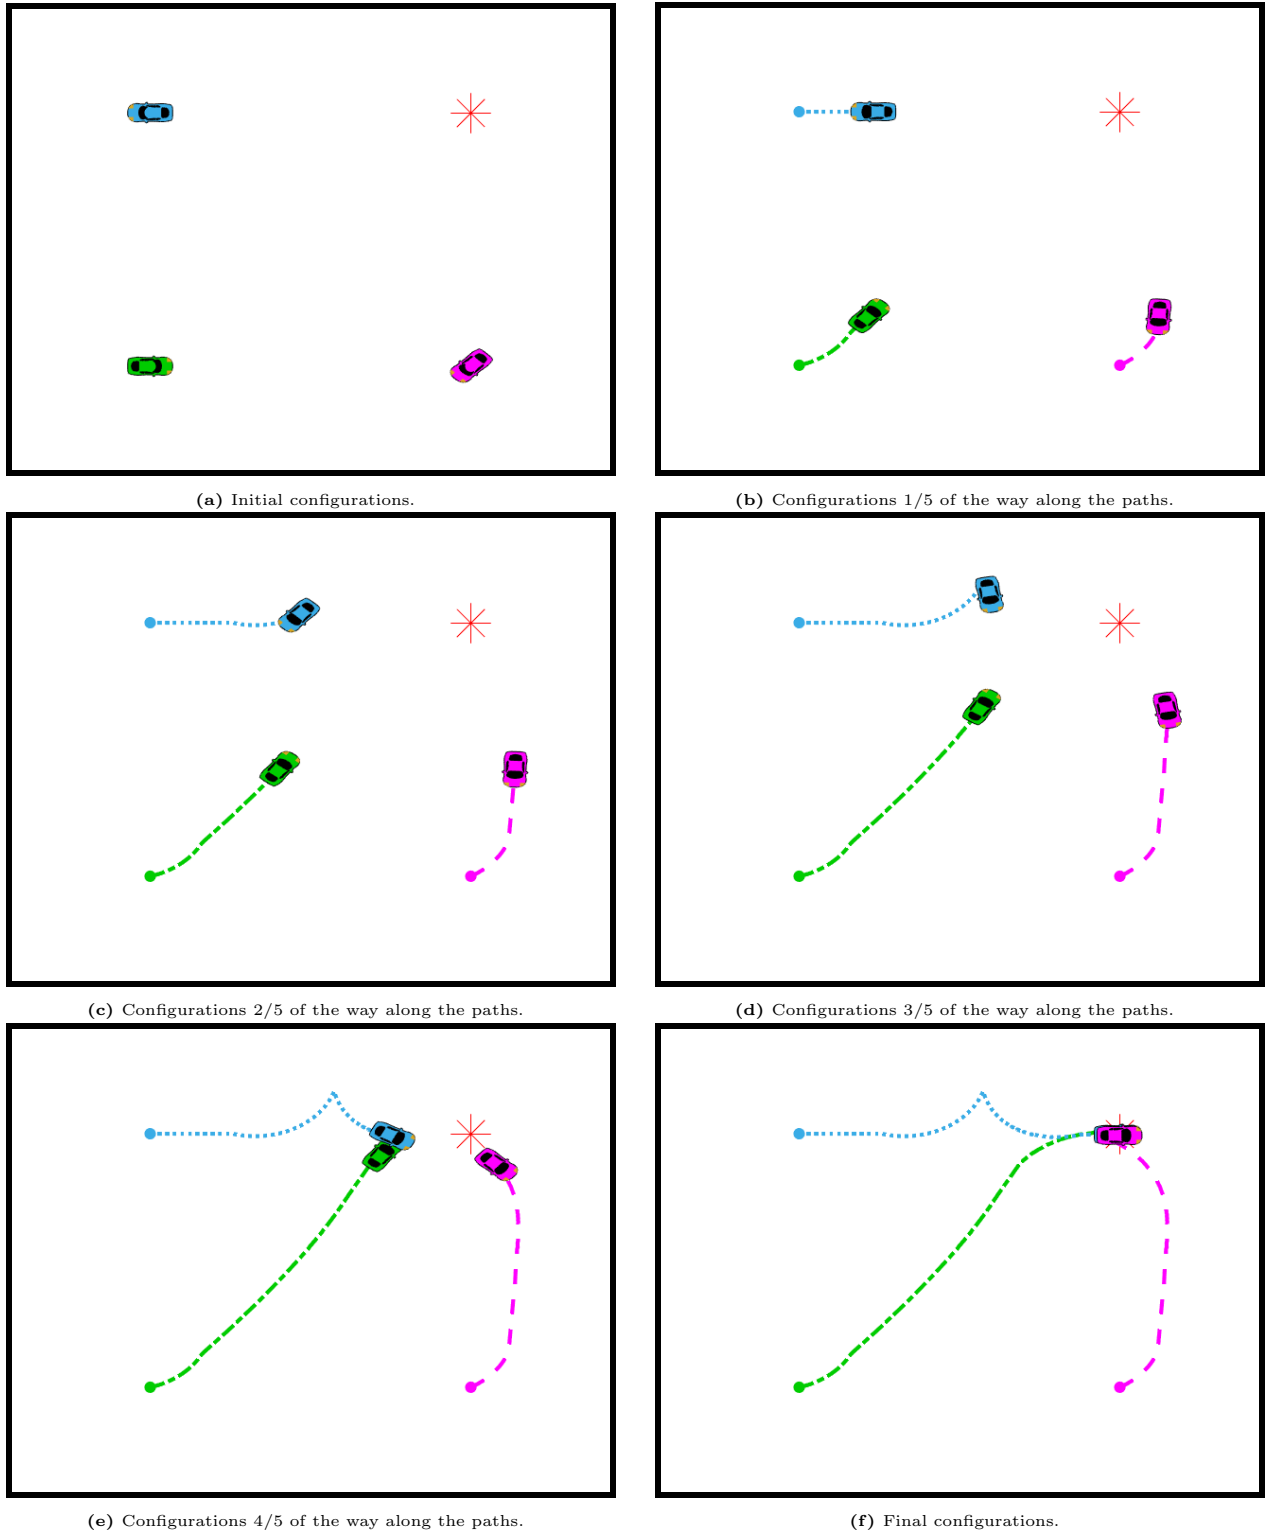 (a) Initial configurations.
(b) Configurations 1/5 of the way along the paths.
(c) Configurations 2/5 of the way along the paths.
(d) Configurations 3/5 of the way along the paths.
(e) Configurations 4/5 of the way along the paths.
(f) Final configurations.